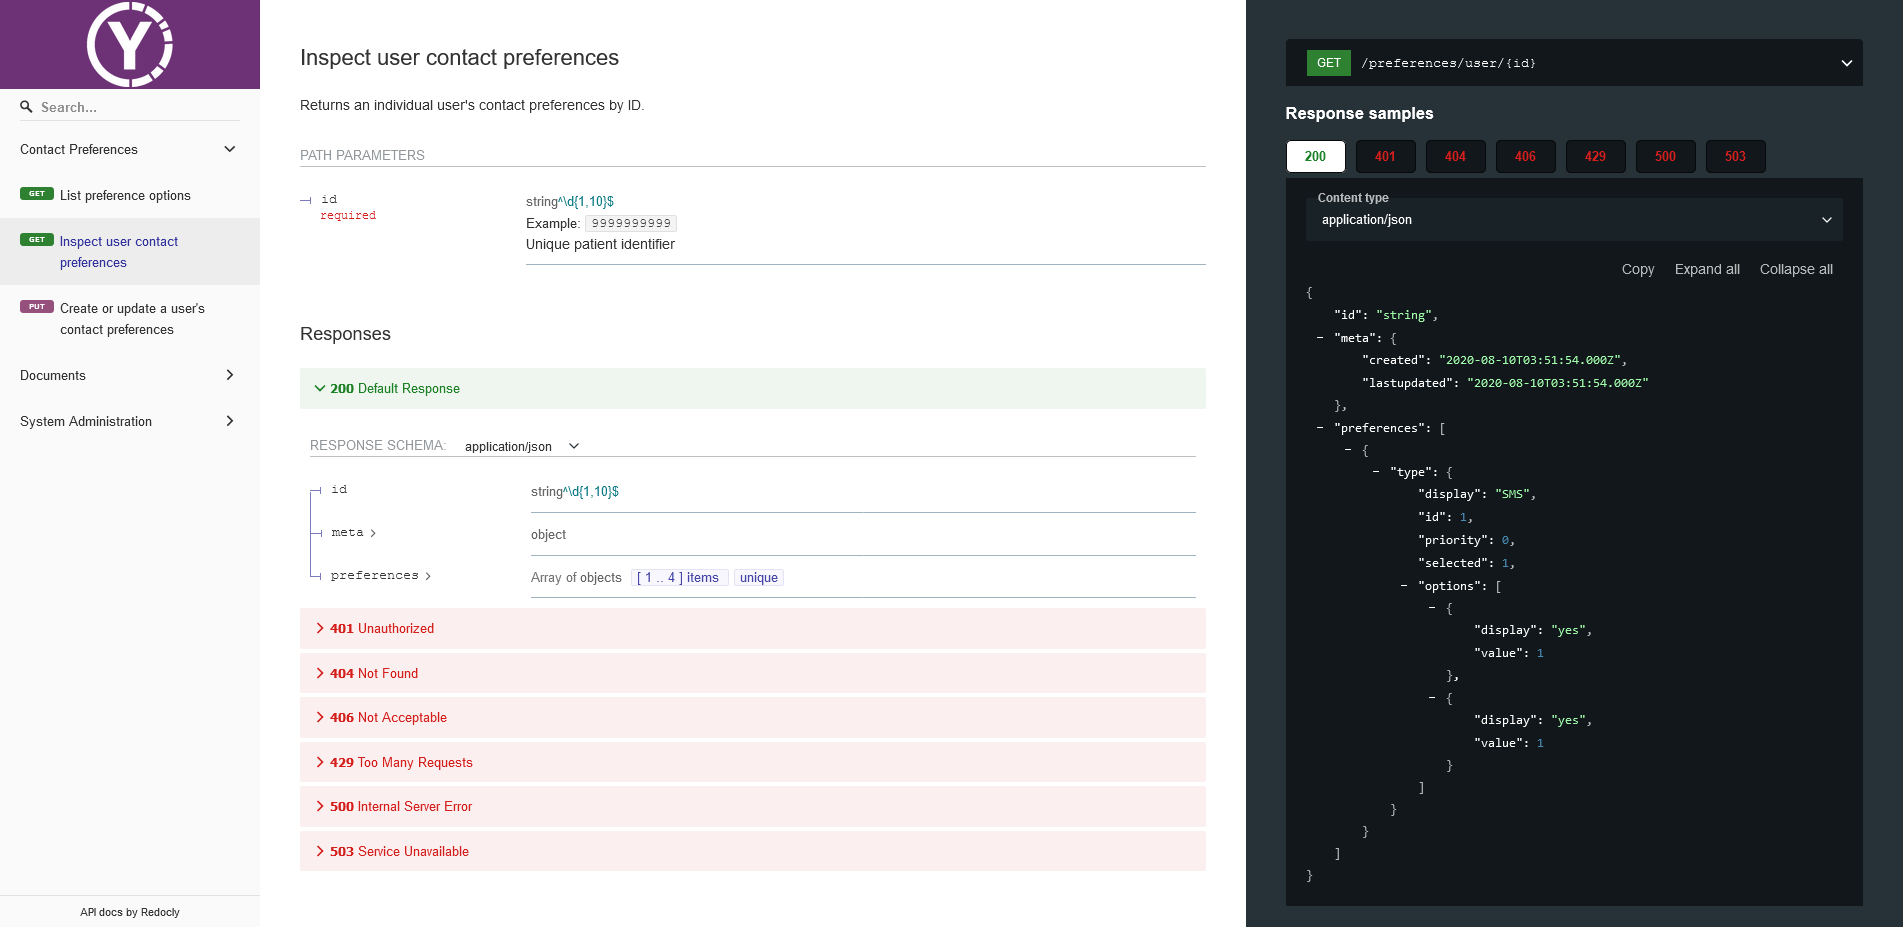 Y
Search...
Contact Preferences
GET List preference options
GET Inspect user contact
preferences
PUT Create or update a user's
contact preferences
Documents
System Administration
API docs by Redocly
Inspect user contact preferences
Returns an individual user's contact preferences by ID.
PATH PARAMETERS
id
required
string^\d{1,10}$
Example: 9999999999
Unique patient identifier
Responses
200 Default Response
RESPONSE SCHEMA: application/json
id string^\d{1,10}$
meta object
preferences Array of objects [ 1 .. 4 ] items unique
401 Unauthorized
404 Not Found
406 Not Acceptable
429 Too Many Requests
500 Internal Server Error
503 Service Unavailable
GET /preferences/user/{id}
Response samples
200 401 404 406 429 500 503
Content type
application/json
Copy Expand all Collapse all
{
"id": "string",
- "meta": {
"created": "2020-08-10T03:51:54.000Z",
"lastupdated": "2020-08-10T03:51:54.000Z"
},
- "preferences": [
- {
- "type": {
"display": "SMS",
"id": 1,
"priority": 0,
"selected": 1,
- "options": [
- {
"display": "yes",
"value": 1
},
- {
"display": "yes",
"value": 1
}
]
}
}
]
}